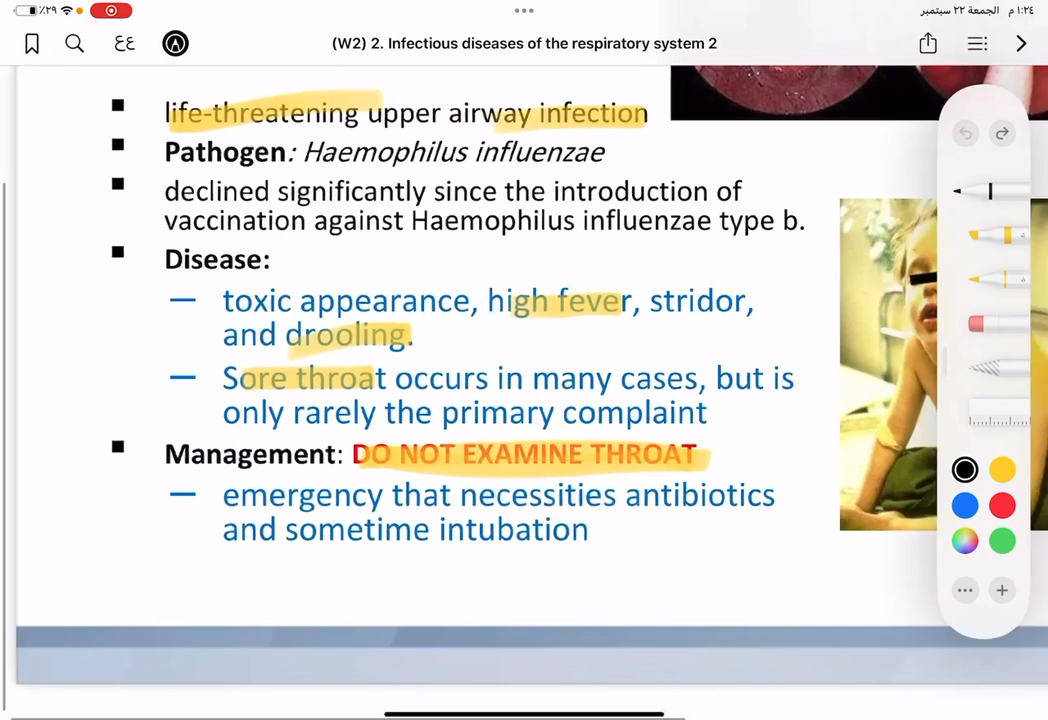 ٪٢٩ الجمعة ٢٢ سبتمبر ١:٢٤ م
ع٤ (W2) 2. Infectious diseases of the respiratory system 2
life-threatening upper airway infection
Pathogen: Haemophilus influenzae
declined significantly since the introduction of
vaccination against Haemophilus influenzae type b.
Disease:
— toxic appearance, high fever, stridor,
and drooling.
— Sore throat occurs in many cases, but is
only rarely the primary complaint
Management: DO NOT EXAMINE THROAT
— emergency that necessities antibiotics
and sometime intubation